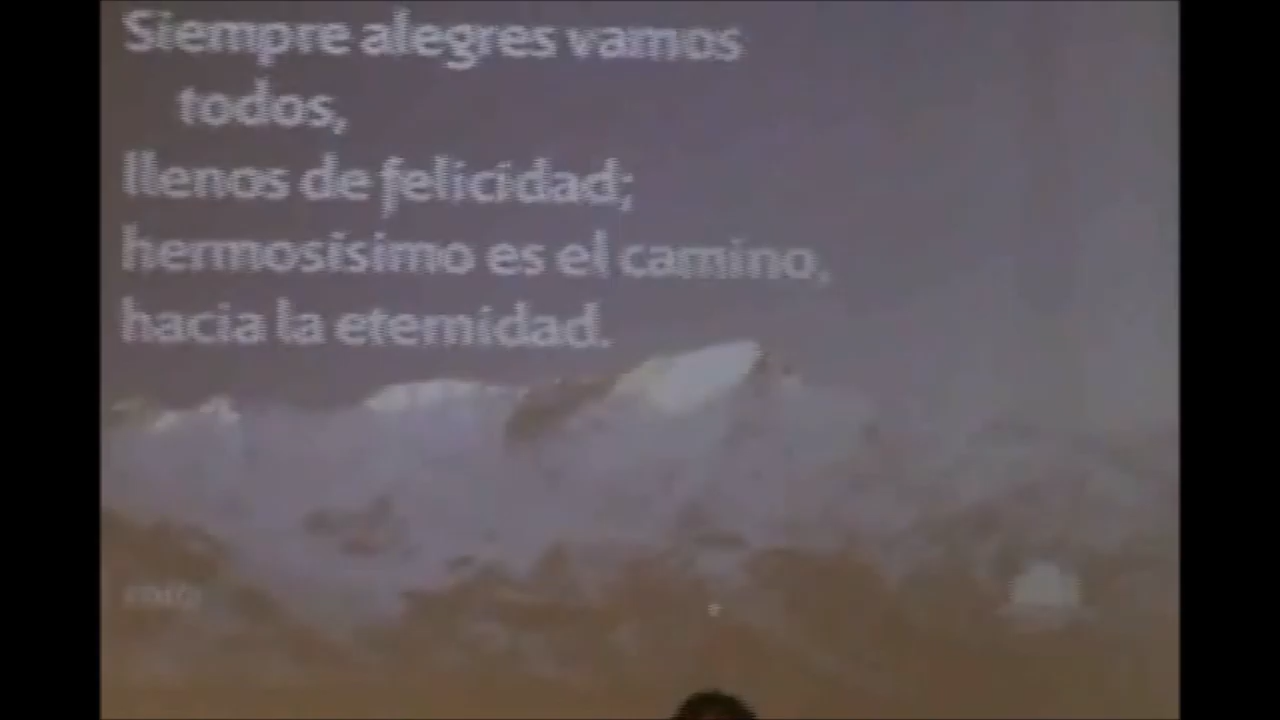 Siempre alegres vamos
todos,
llenos de felicidad;
hermosísimo es el camino,
hacia la eternidad.